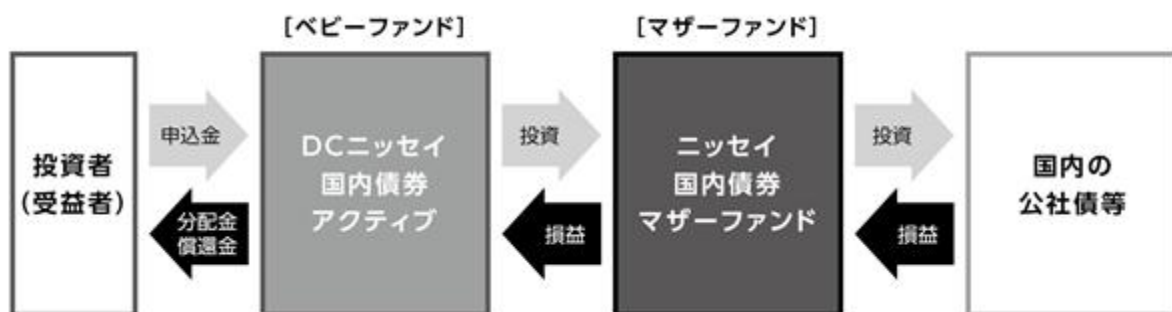 [ベビーファンド]
[マザーファンド]
投資者
(受益者)
申込金
分配金
償還金
DCニッセイ
国内債券
アクティブ
投資
損益
ニッセイ
国内債券
マザーファンド
投資
損益
国内の
公社債等